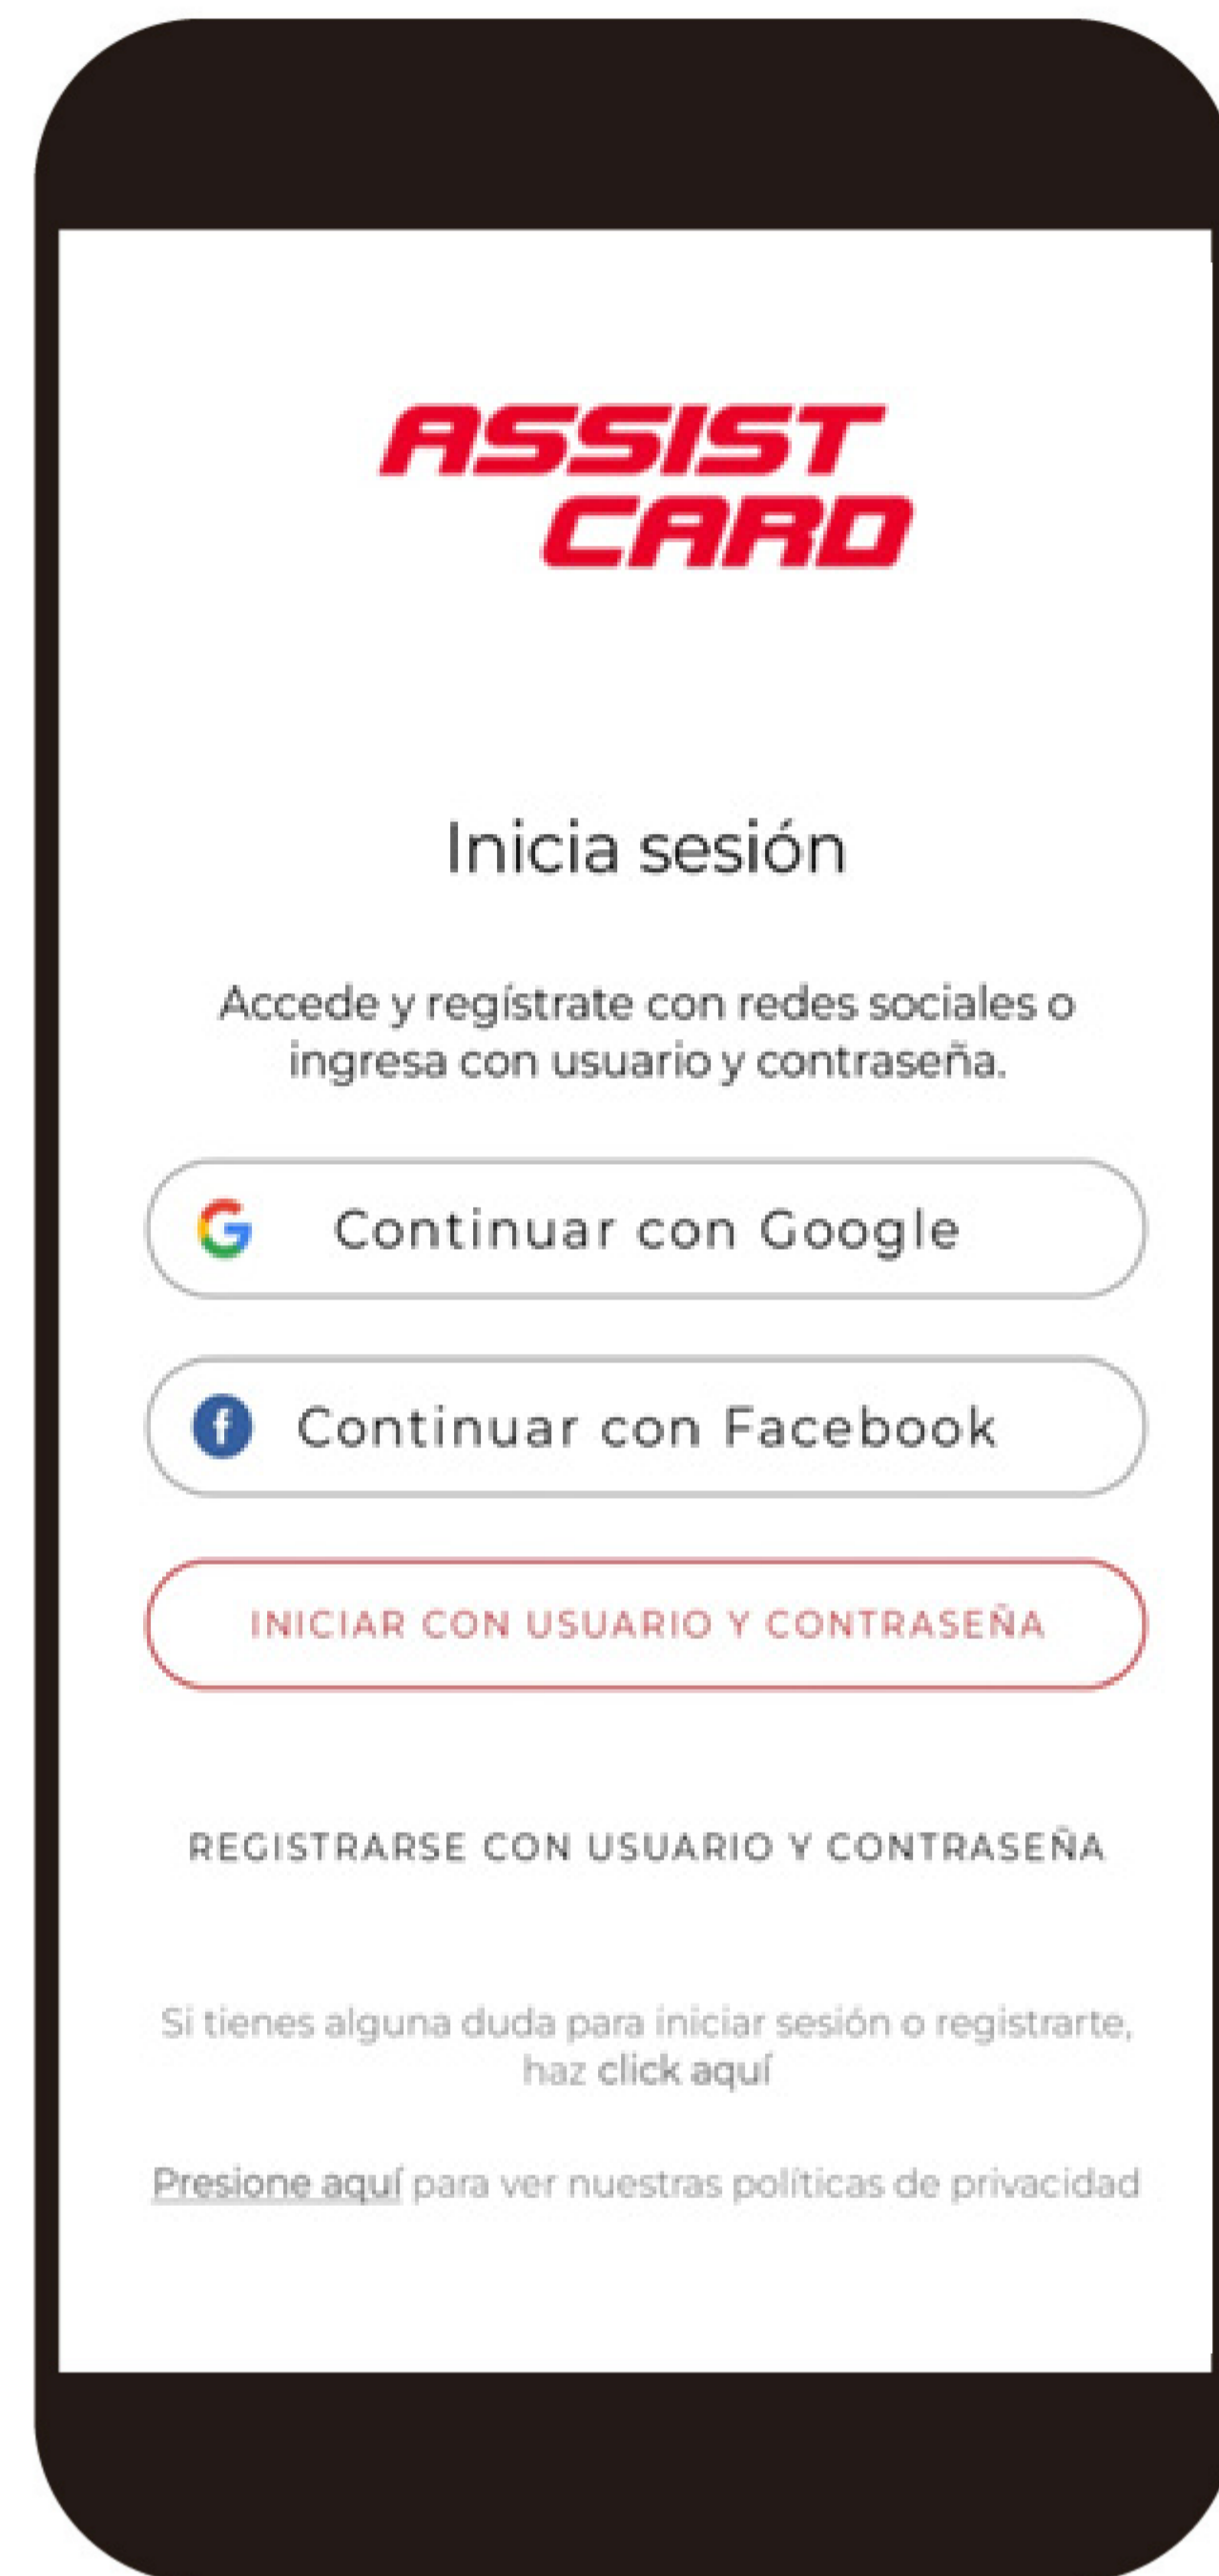 ASSIST
CARD
Inicia sesión
Accede y regístrate con redes sociales o
ingresa con usuario y contraseña.
Continuar con Google
Continuar con Facebook
INICIAR CON USUARIO Y CONTRASEÑA
REGISTRARSE CON USUARIO Y CONTRASEÑA
Si tienes alguna duda para iniciar sesión o registrarte,
haz click aquí
Presione aquí para ver nuestras políticas de privacidad